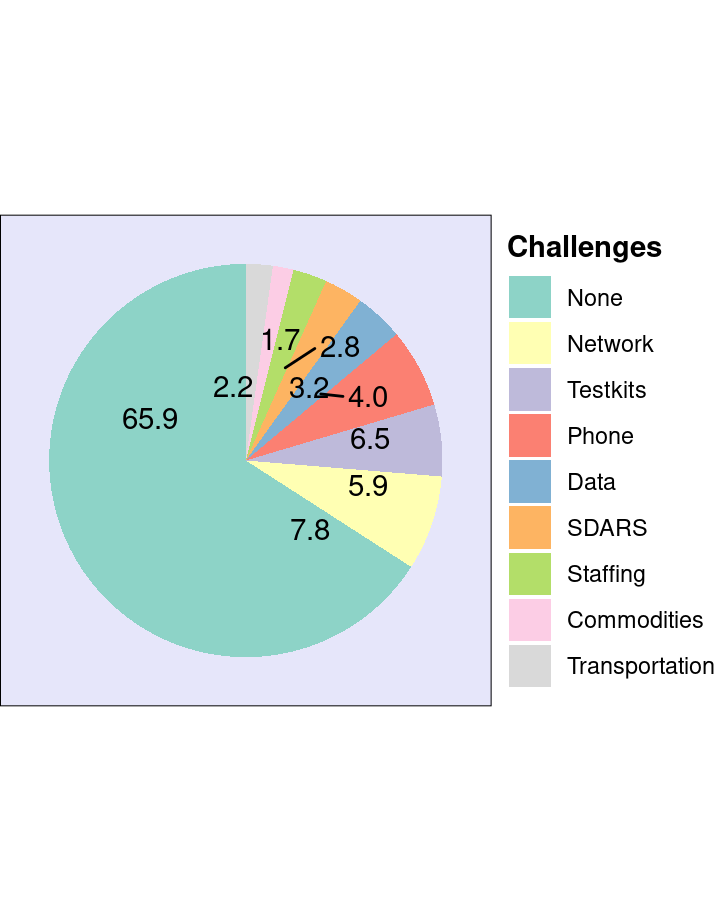 1.7
2.8
2.2
3.2
4.0
65.9
6.5
5.9
7.8
Challenges
None
Network
Testkits
Phone
Data
SDARS
Staffing
Commodities
Transportation